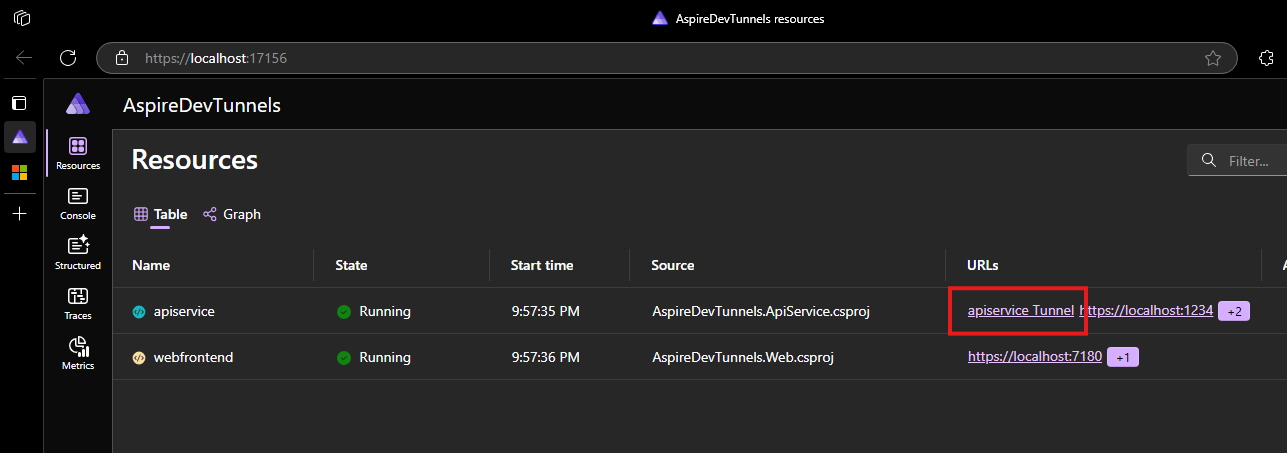 AspireDevTunnels resources
https://localhost:17156
AspireDevTunnels
Resources
Console
Structured
Traces
Metrics
Resources
Filter...
Table Graph
Name State Start time Source URLs
apiservice Running 9:57:35 PM AspireDevTunnels.ApiService.csproj apiservice Tunnel https://localhost:1234 +2
webfrontend Running 9:57:36 PM AspireDevTunnels.Web.csproj https://localhost:7180 +1